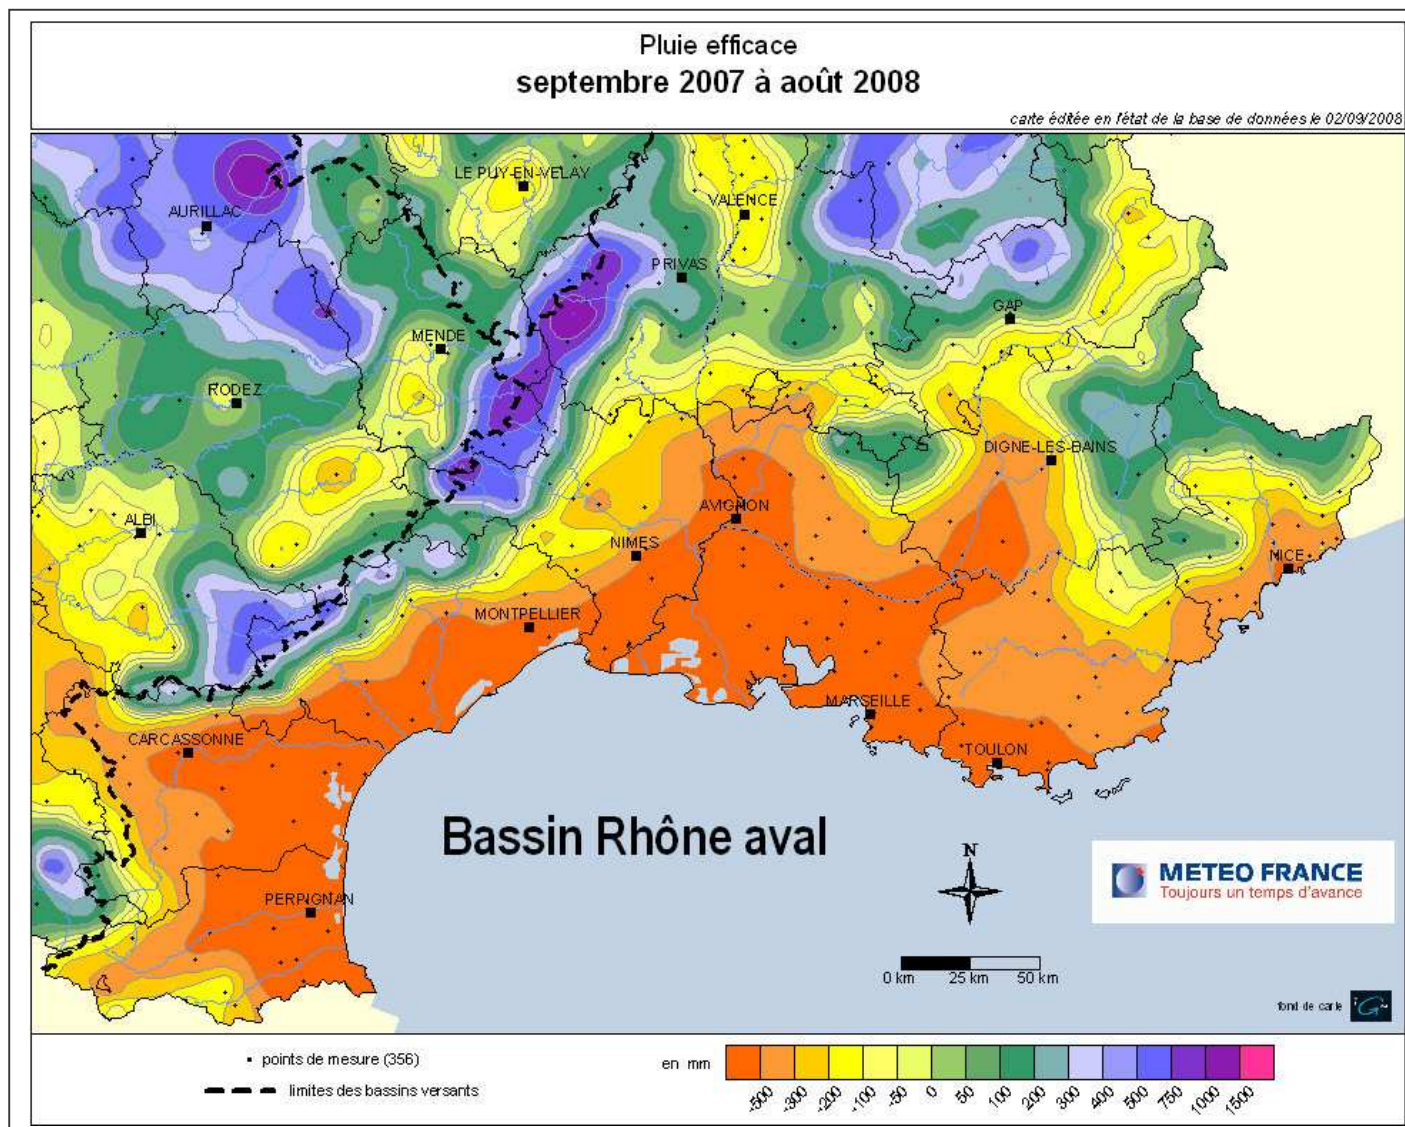 Pluie efficace
septembre 2007 à août 2008
carte éditée en l'état de la base de données le 02/09/2008
LE PUY-EN-VELAY
AURILLAC
VALENCE
PRIVAS
GAP
MENDE
RODEZ
DIGNE-LES-BAINS
AVIGNON
ALBI
NIMES
NICE
MONTPELLIER
MARSEILLE
CARCASSONNE
TOULON
Bassin Rhône aval
N
METEO FRANCE
Toujours un temps d'avance
PERPIGNAN
0 km 25 km 50 km
fond de carte
points de mesure (356)
en mm
limites des bassins versants
-500 -300 -200 -100 -50 0 50 100 200 300 400 500 750 1000 1500